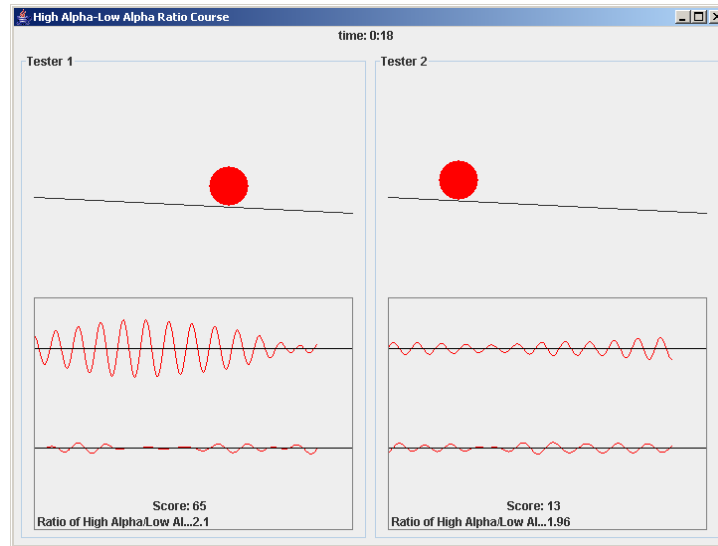 High Alpha-Low Alpha Ratio Course
time: 0:18
Tester 1
Score: 65
Ratio of High Alpha/Low Al...2.1
Tester 2
Score: 13
Ratio of High Alpha/Low Al...1.96